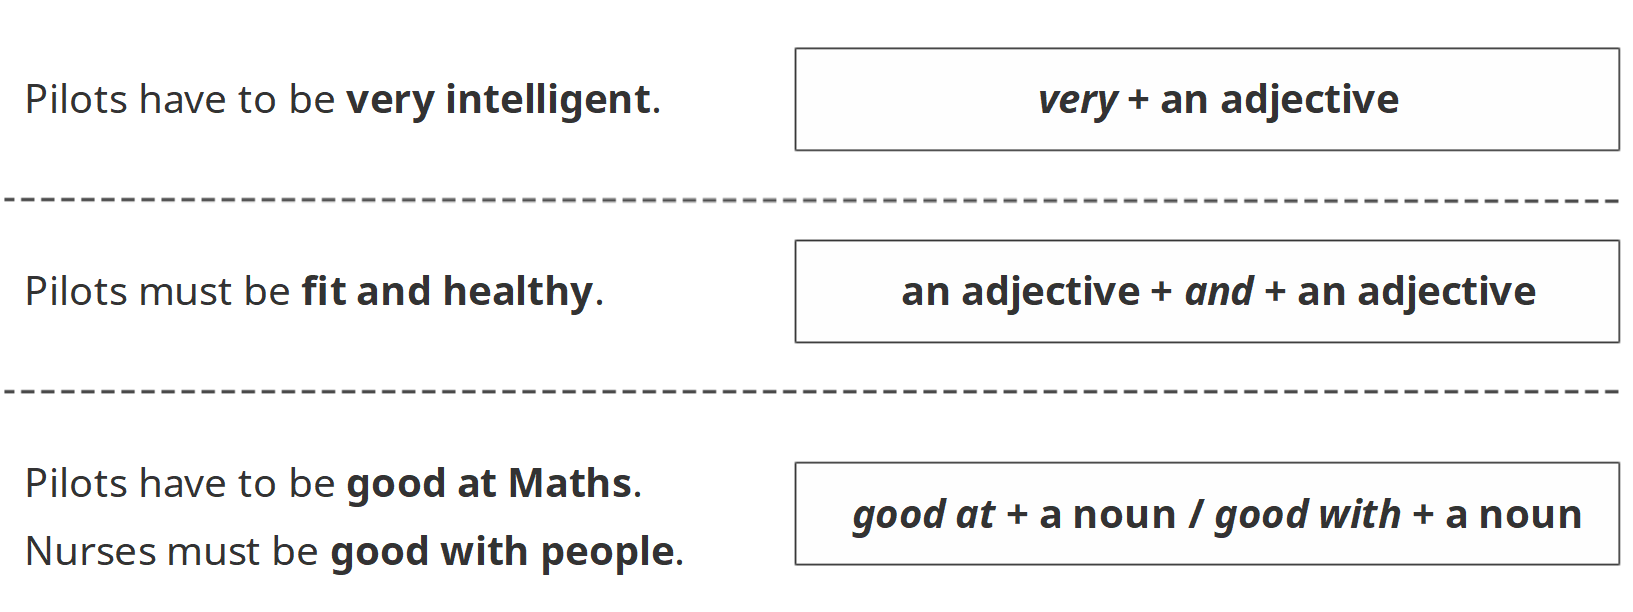 Pilots have to be very intelligent.
very + an adjective
Pilots must be fit and healthy.
an adjective + and + an adjective
Pilots have to be good at Maths.
Nurses must be good with people.
good at + a noun / good with + a noun